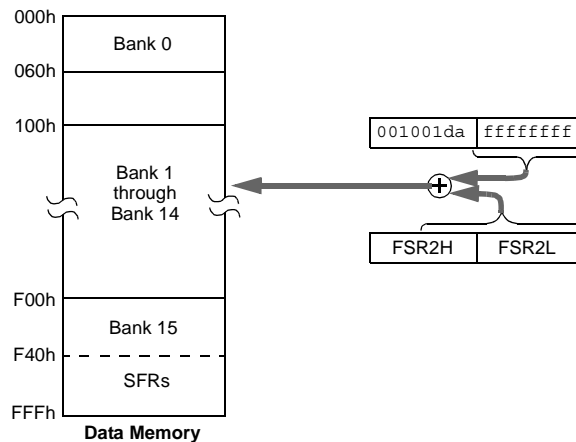 000h
Bank 0
060h
100h
001001da ffffffff
Bank 1
through
Bank 14
FSR2H FSR2L
F00h
Bank 15
F40h
SFRs
FFFh
Data Memory